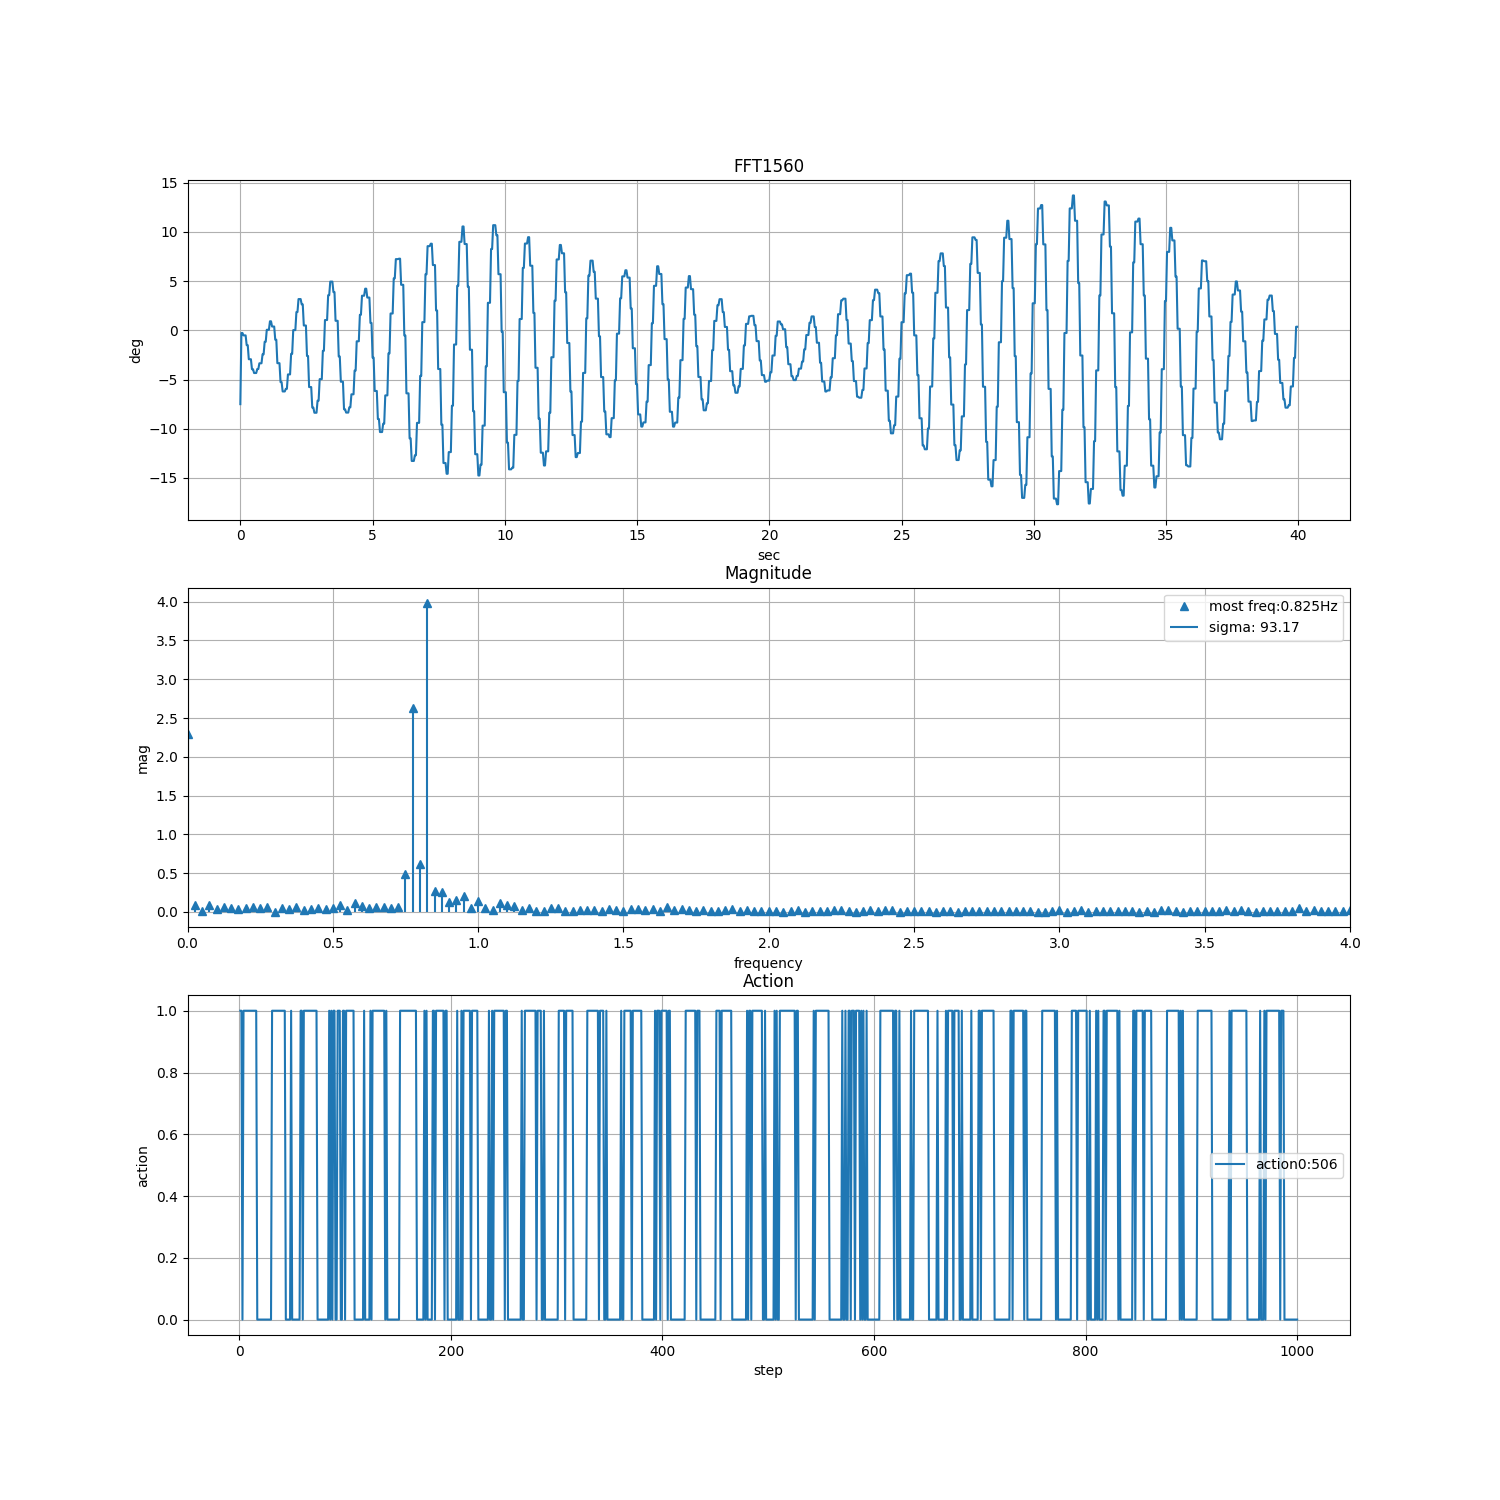 FFT1560
15
10
5
0
−5
−10
−15
deg
0 5 10 15 20 25 30 35 40
sec
Magnitude
4.0
3.5
3.0
2.5
2.0
1.5
1.0
0.5
0.0
mag
most freq:0.825Hz
sigma: 93.17
0.0 0.5 1.0 1.5 2.0 2.5 3.0 3.5 4.0
frequency
Action
1.0
0.8
0.6
0.4
0.2
0.0
action
action0:506
0 200 400 600 800 1000
step